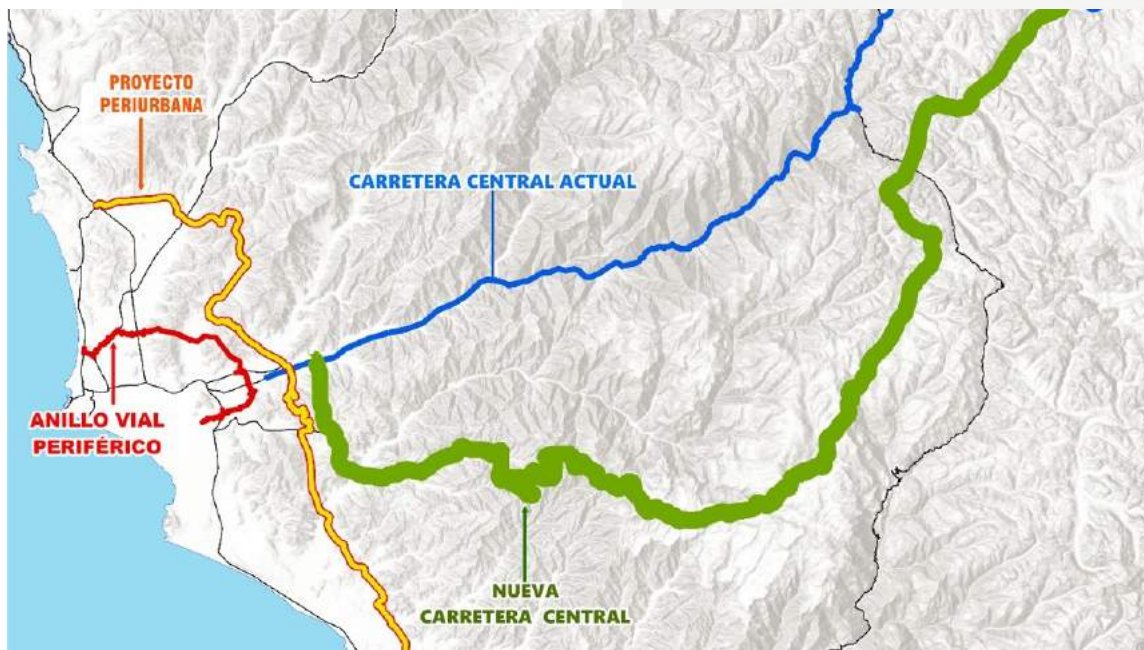 PROYECTO
PERIURBANA
CARRETERA CENTRAL ACTUAL
ANILLO VIAL
PERIFÉRICO
NUEVA
CARRETERA CENTRAL